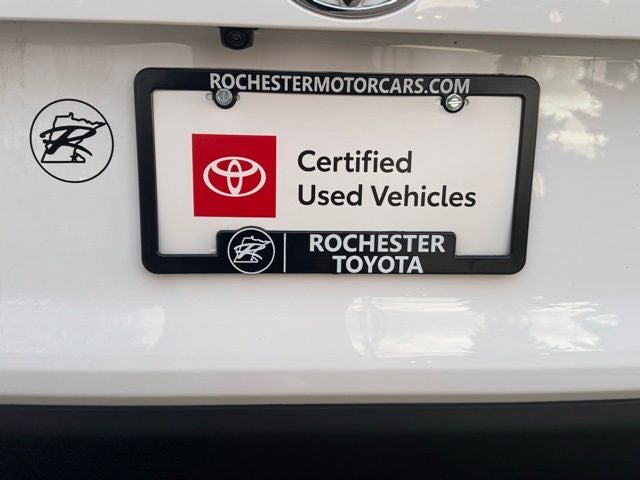 ROCHESTERMOTORCARS.COM
R
Certified
Used Vehicles
R
ROCHESTER
TOYOTA